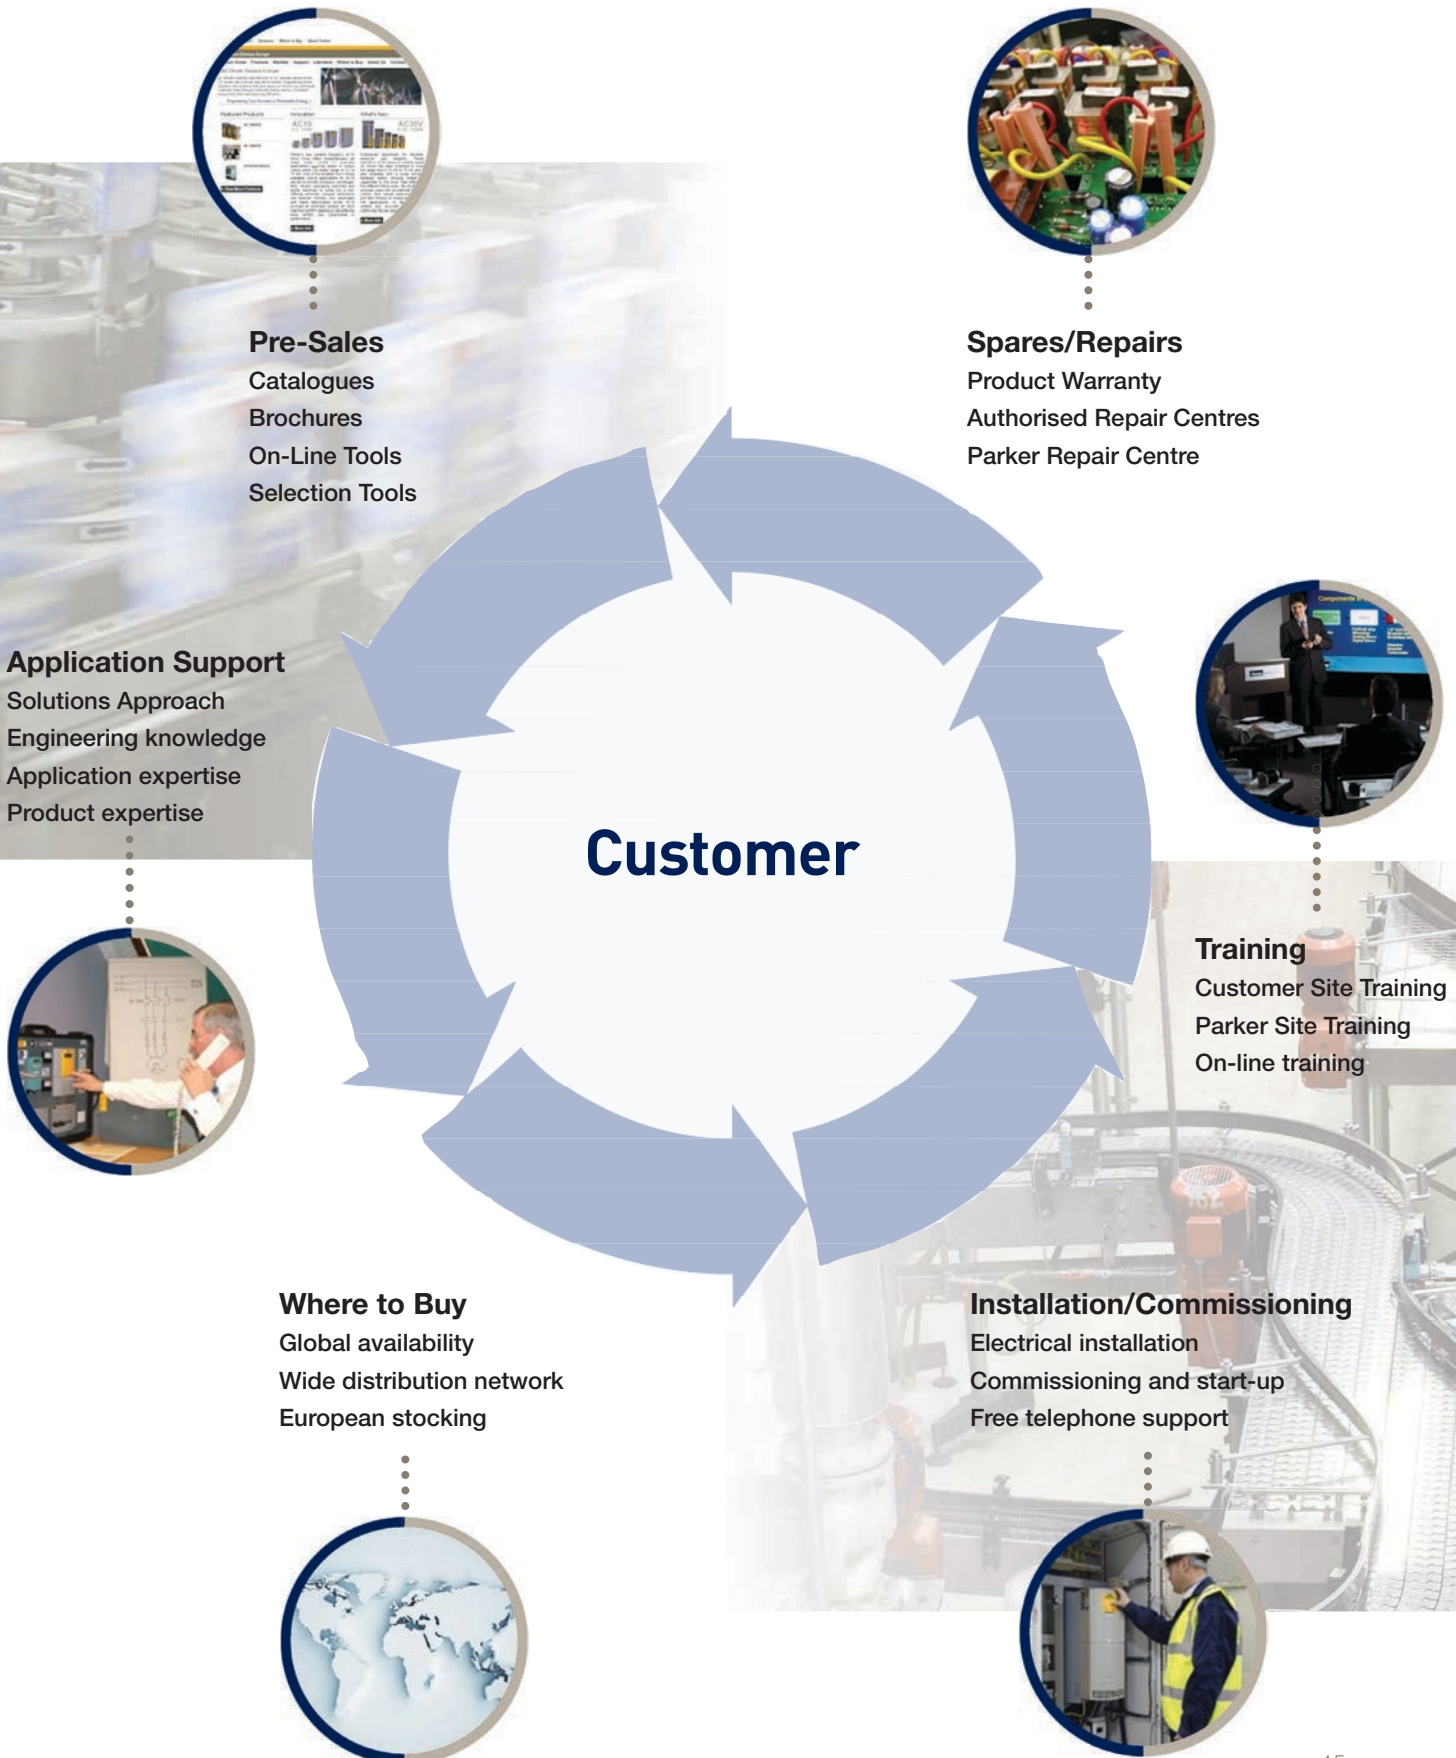 Pre-Sales
Catalogues
Brochures
On-Line Tools
Selection Tools
Spares/Repairs
Product Warranty
Authorised Repair Centres
Parker Repair Centre
Application Support
Solutions Approach
Engineering knowledge
Application expertise
Product expertise
Customer
Training
Customer Site Training
Parker Site Training
On-line training
Where to Buy
Global availability
Wide distribution network
European stocking
Installation/Commissioning
Electrical installation
Commissioning and start-up
Free telephone support